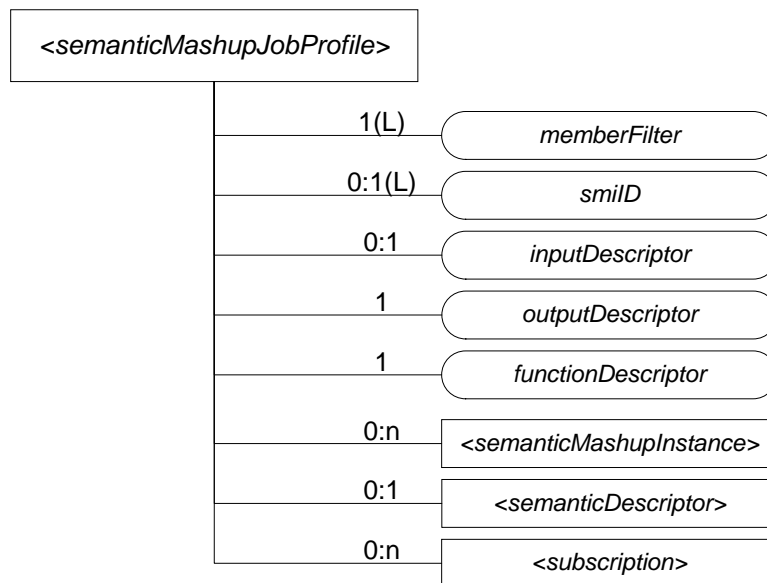 <semanticMashupJobProfile>
1(L) memberFilter
0:1(L) smiID
0:1 inputDescriptor
1 outputDescriptor
1 functionDescriptor
0:n <semanticMashupInstance>
0:1 <semanticDescriptor>
0:n <subscription>